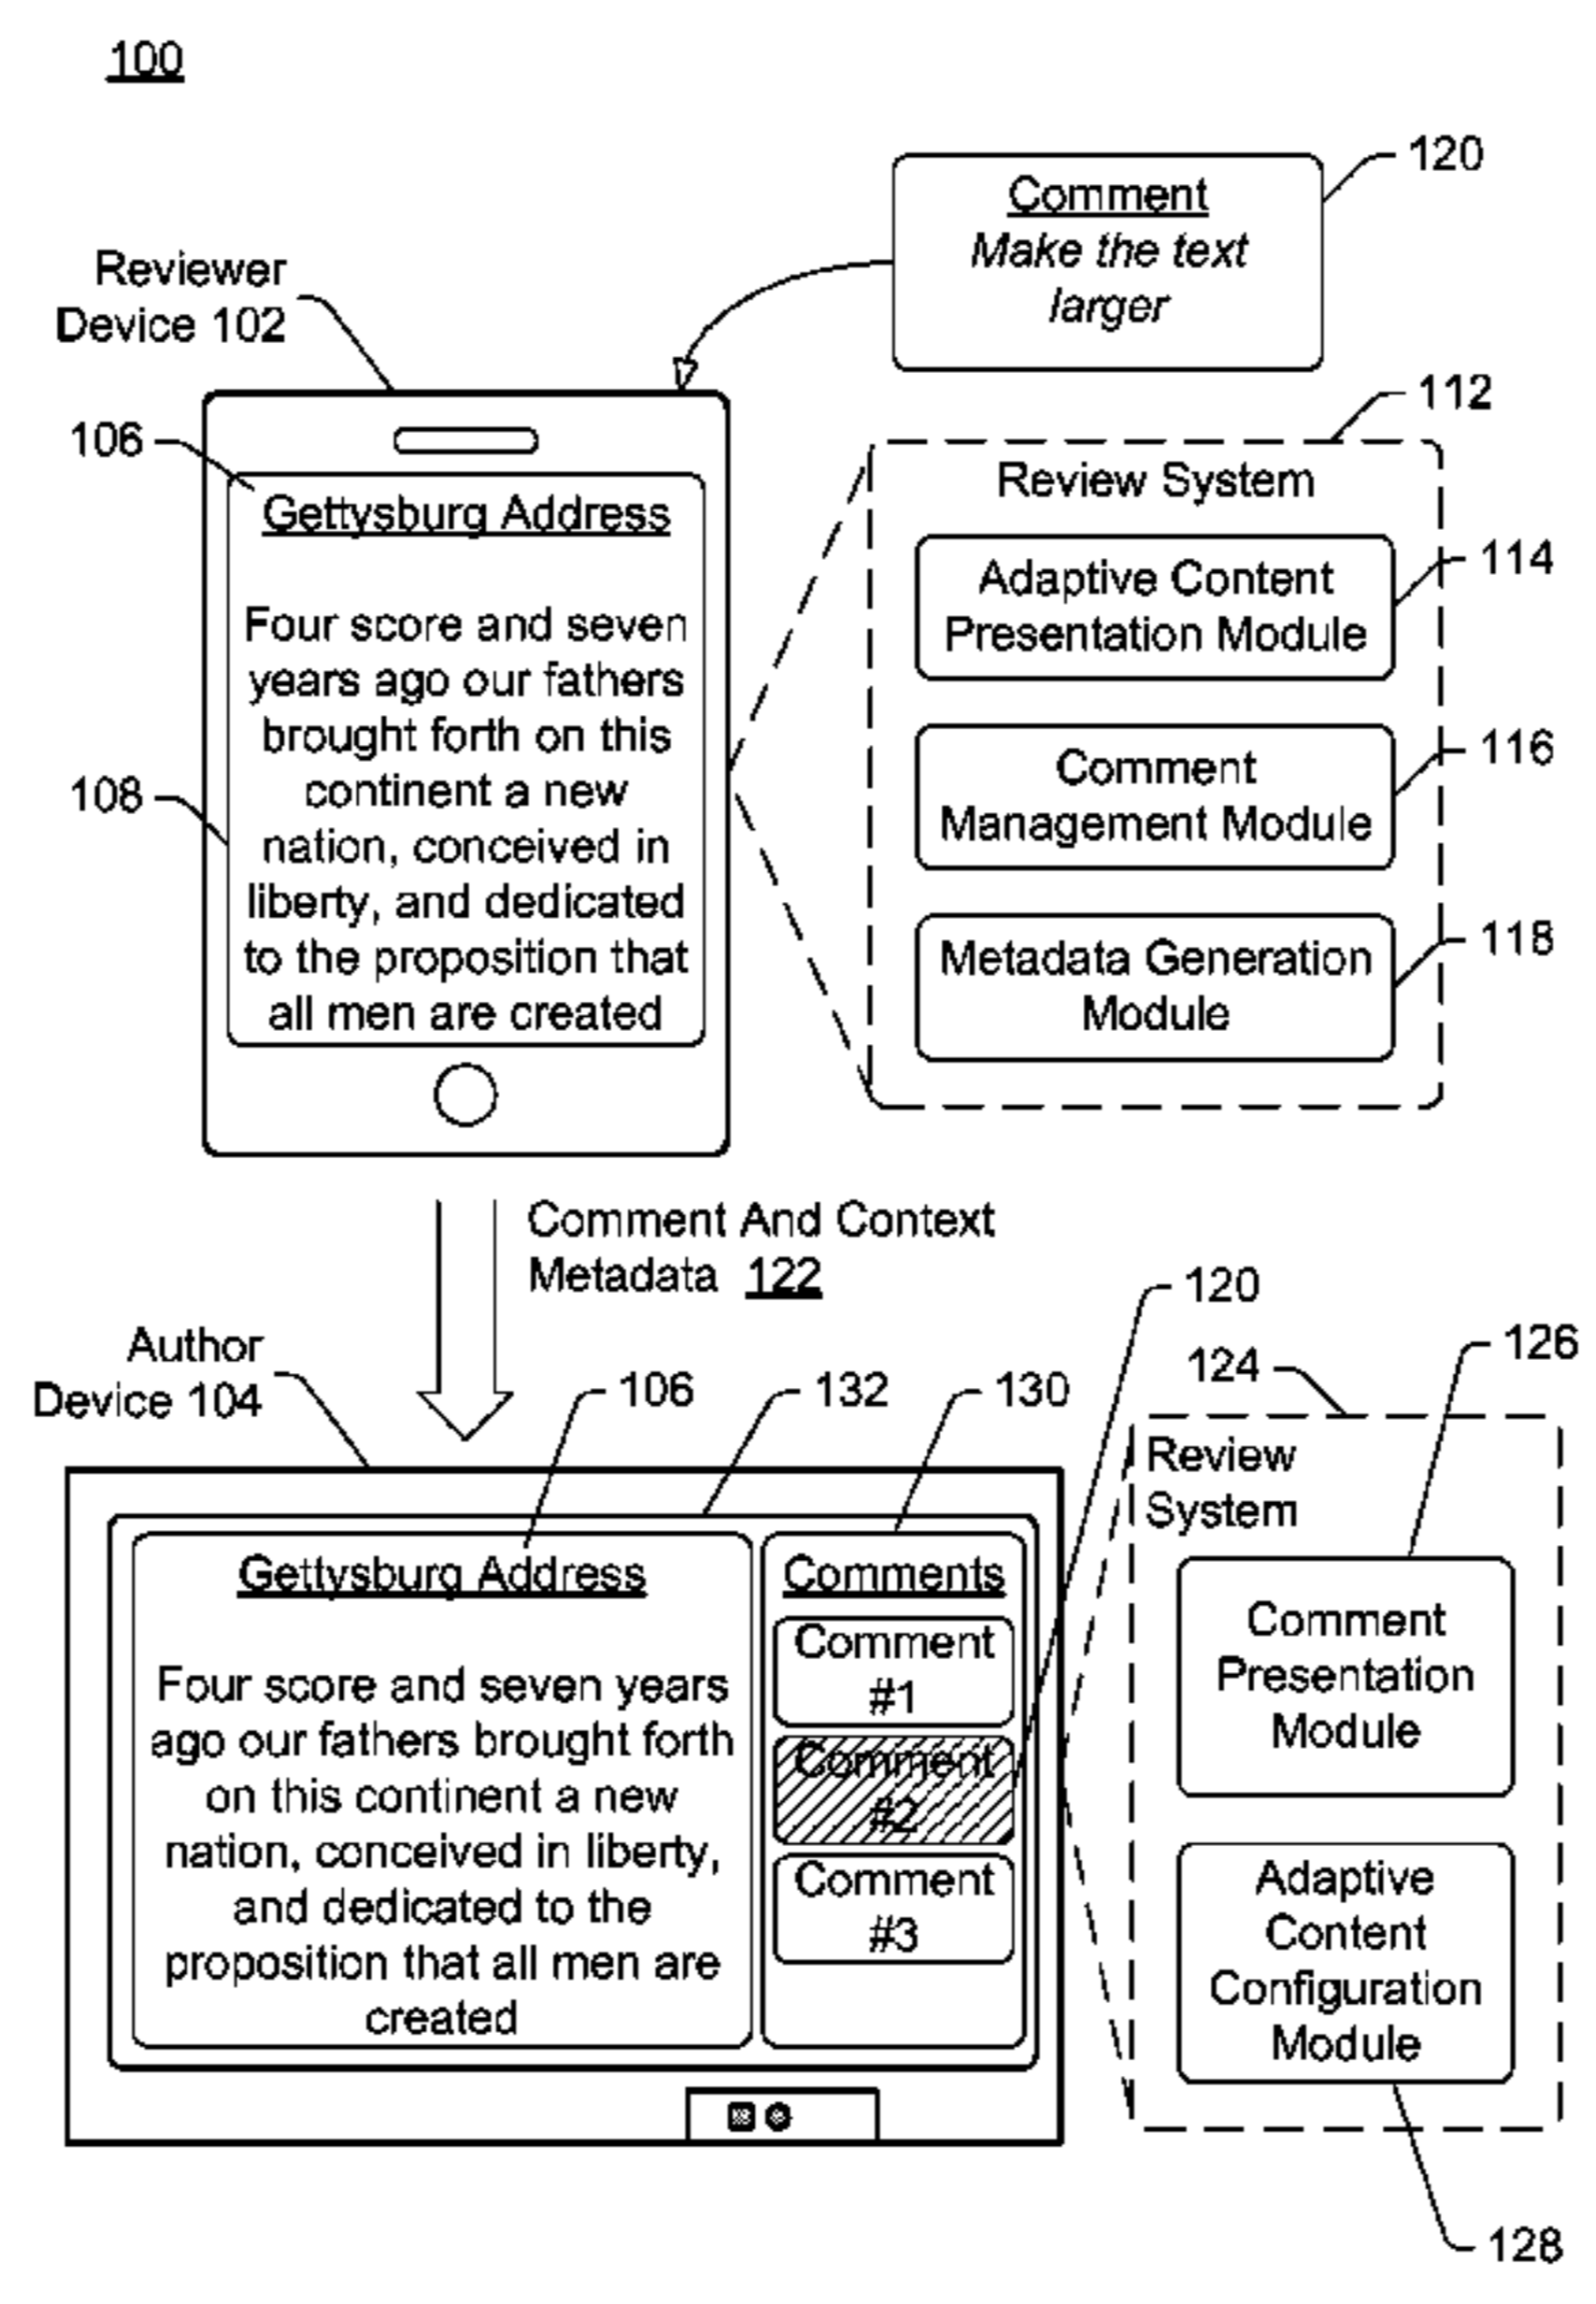 100
120
Comment
Make the text
larger
Reviewer
Device 102
112
106
Review System
Gettysburg Address
114
Adaptive Content
Presentation Module
Four score and seven
years ago our fathers
brought forth on this
continent a new
nation, conceived in
liberty, and dedicated
to the proposition that
all men are created
116
Comment
Management Module
108
118
Metadata Generation
Module
Comment And Context
Metadata 122
120
Author
Device 104
106
132
130
124
126
Review
System
Gettysburg Address
Four score and seven years
ago our fathers brought forth
on this continent a new
nation, conceived in liberty,
and dedicated to the
proposition that all men are
created
Comments
Comment
#1
Comment
#2
Comment
#3
Comment
Presentation
Module
Adaptive
Content
Configuration
Module
128